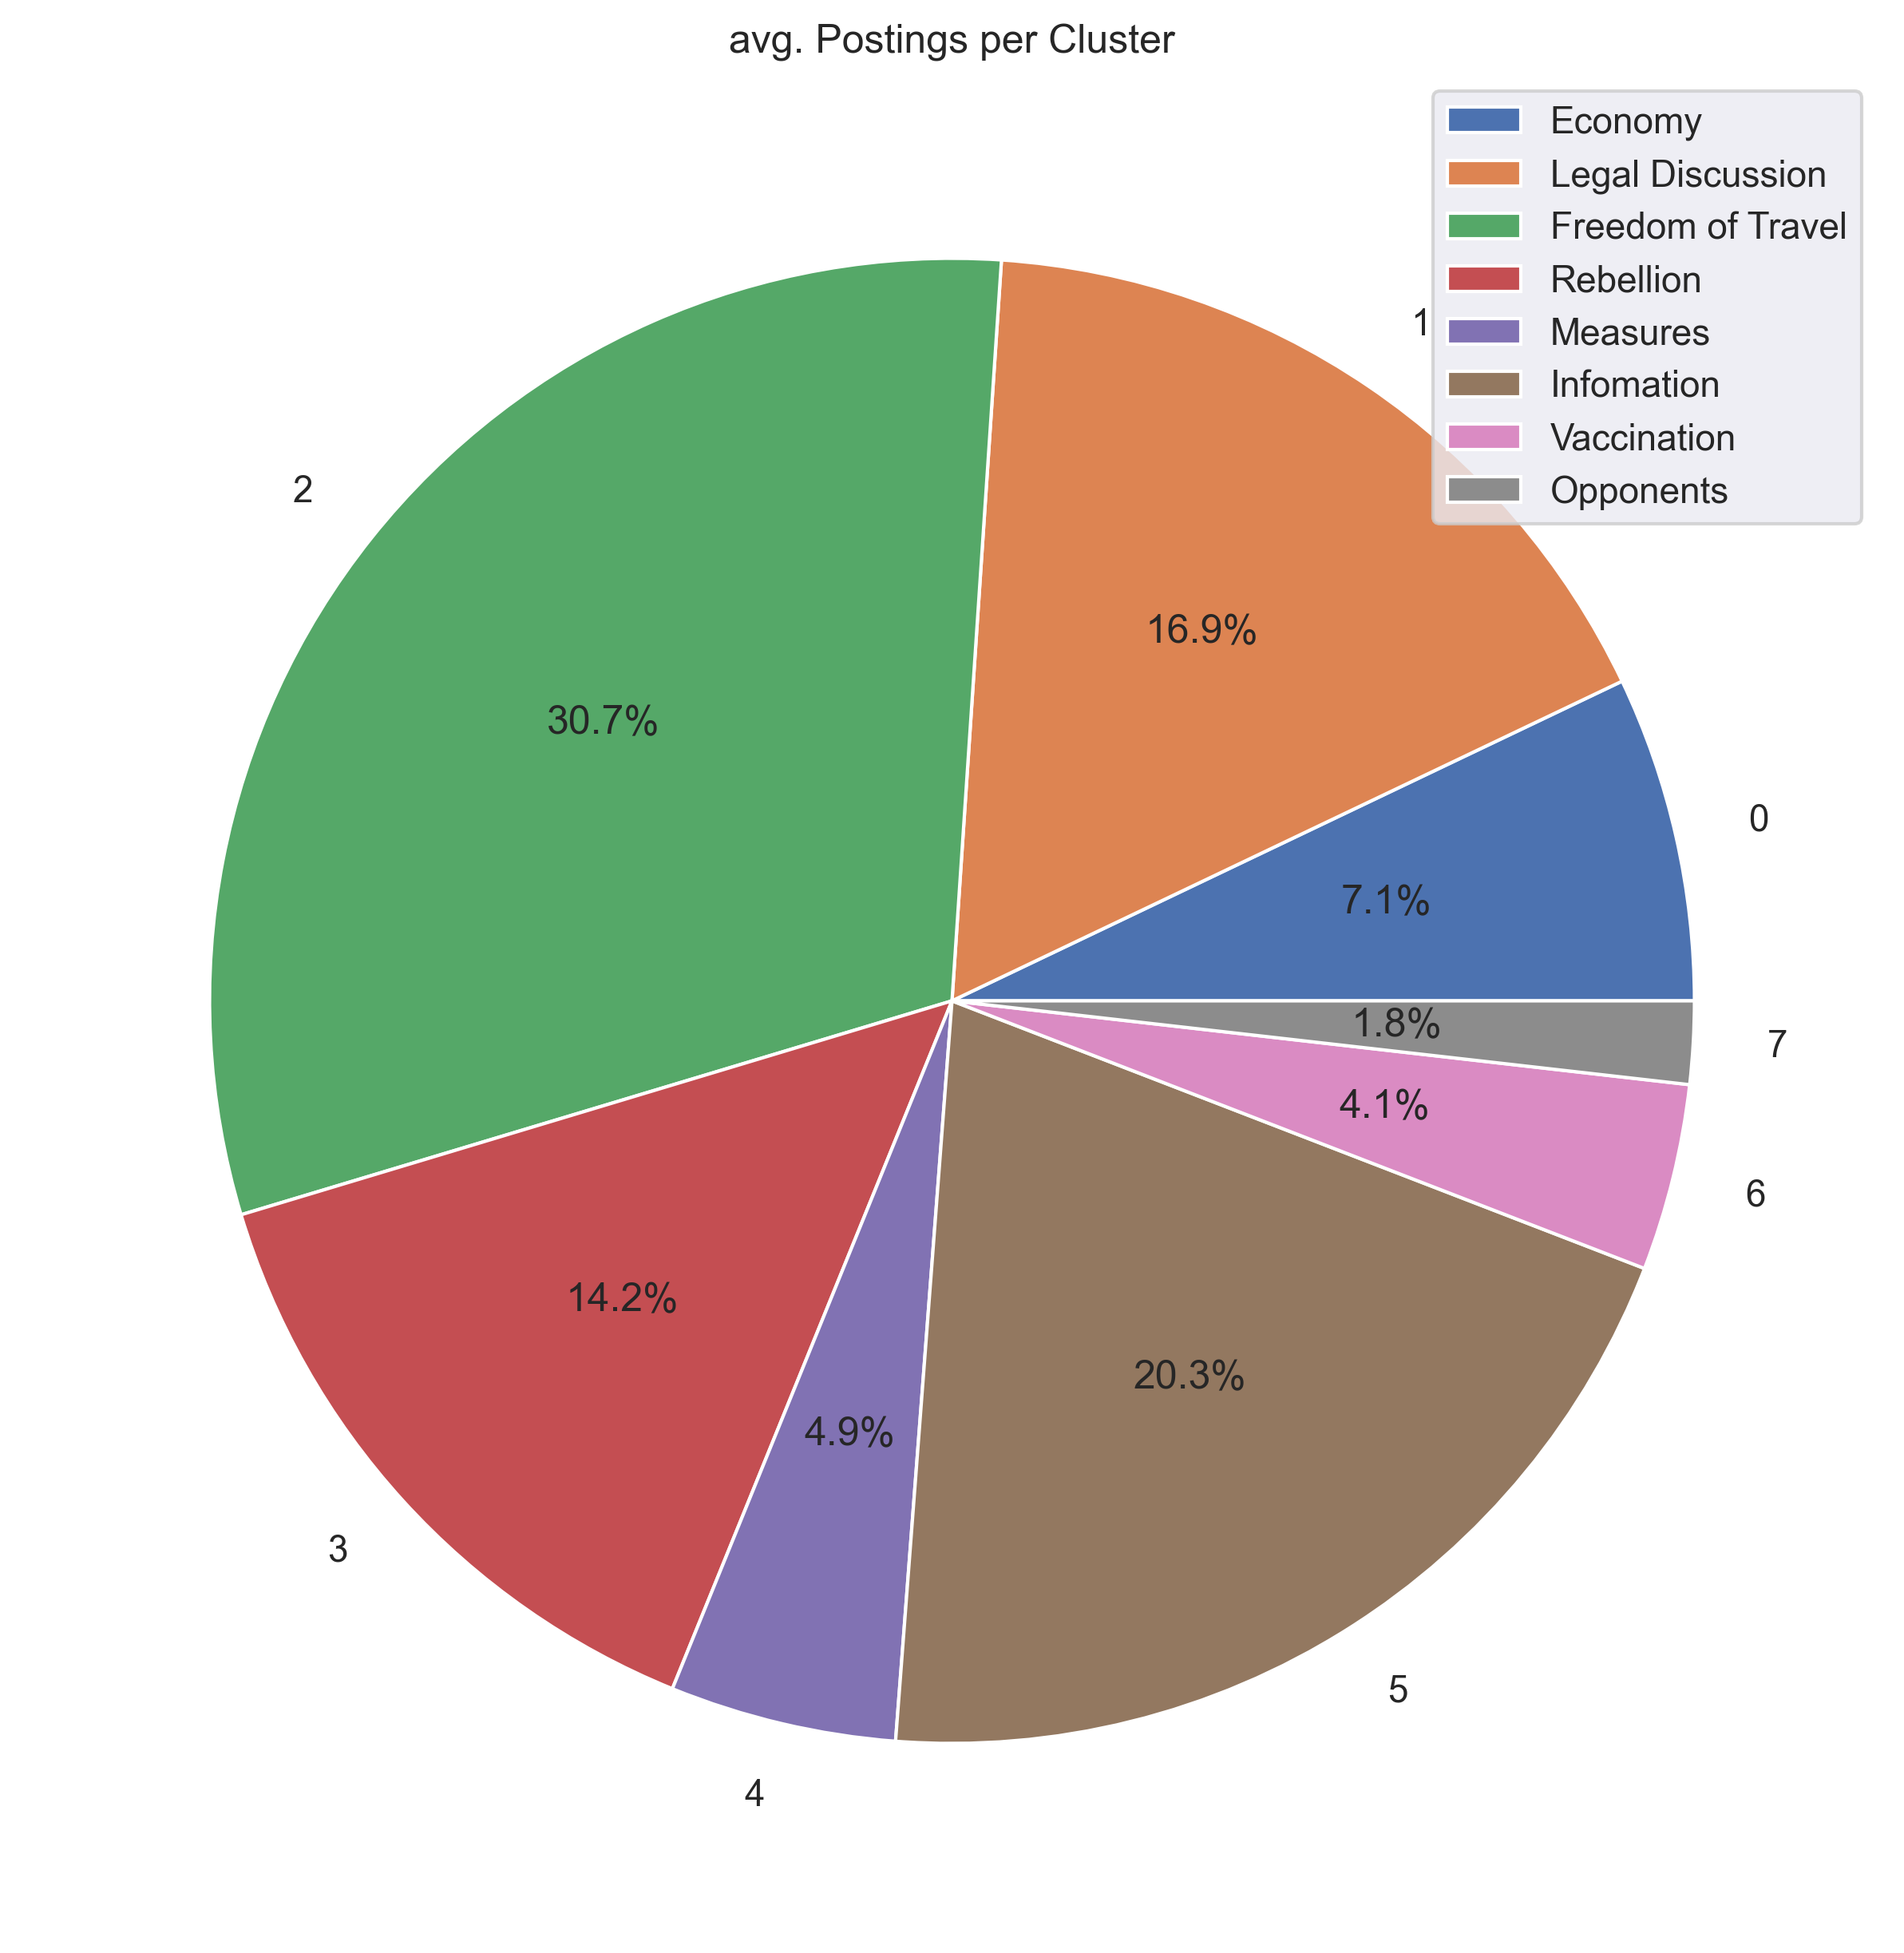 avg. Postings per Cluster
Economy
Legal Discussion
Freedom of Travel
Rebellion
Measures
Infomation
Vaccination
Opponents
1
2
16.9%
30.7%
0
7.1%
1.8%
7
4.1%
6
14.2%
20.3%
4.9%
3
5
4